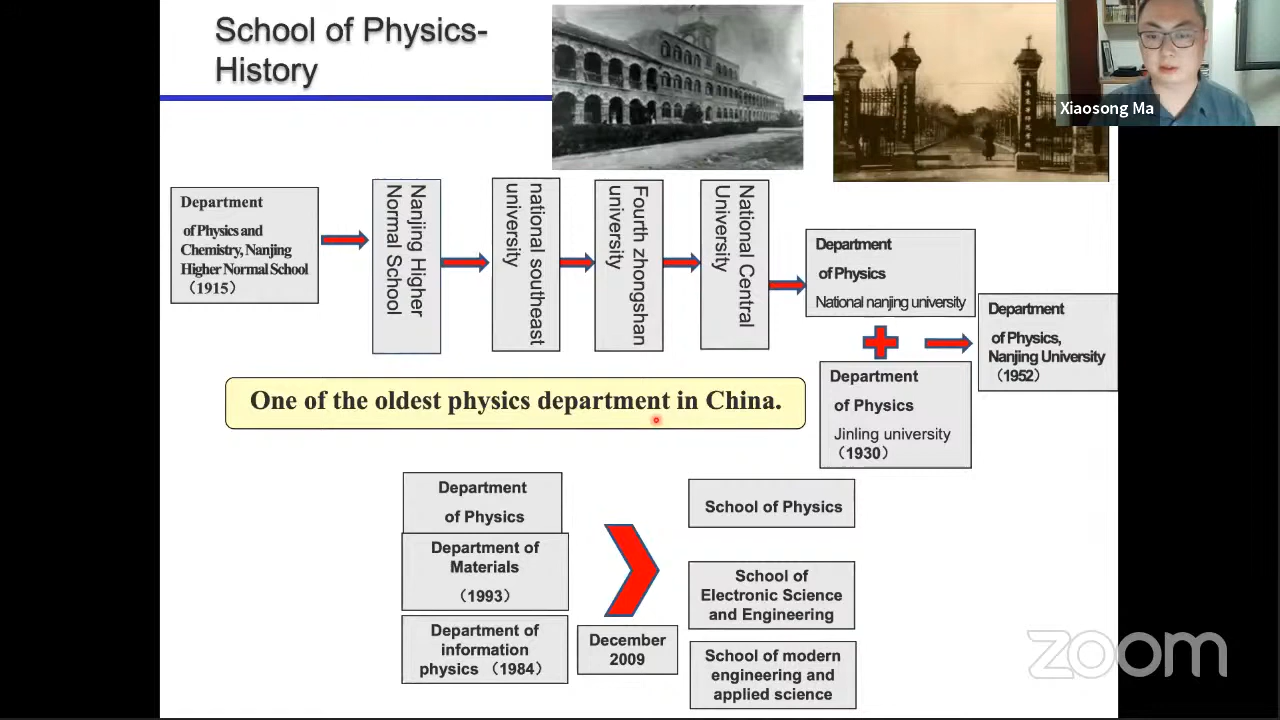 School of Physics-
History
Xiaosong Ma
Department
of Physics and
Chemistry, Nanjing
Higher Normal School
（1915）
Nanjing Higher
Normal School
national southeast
university
Fourth zhongshan
university
National Central
University
Department
of Physics
National nanjing university
Department
of Physics
Jinling university
（1930）
Department
of Physics,
Nanjing University
（1952）
One of the oldest physics department in China.
Department
of Physics
Department of
Materials
（1993）
Department of
information
physics （1984）
December
2009
School of Physics
School of
Electronic Science
and Engineering
School of modern
engineering and
applied science
zoom